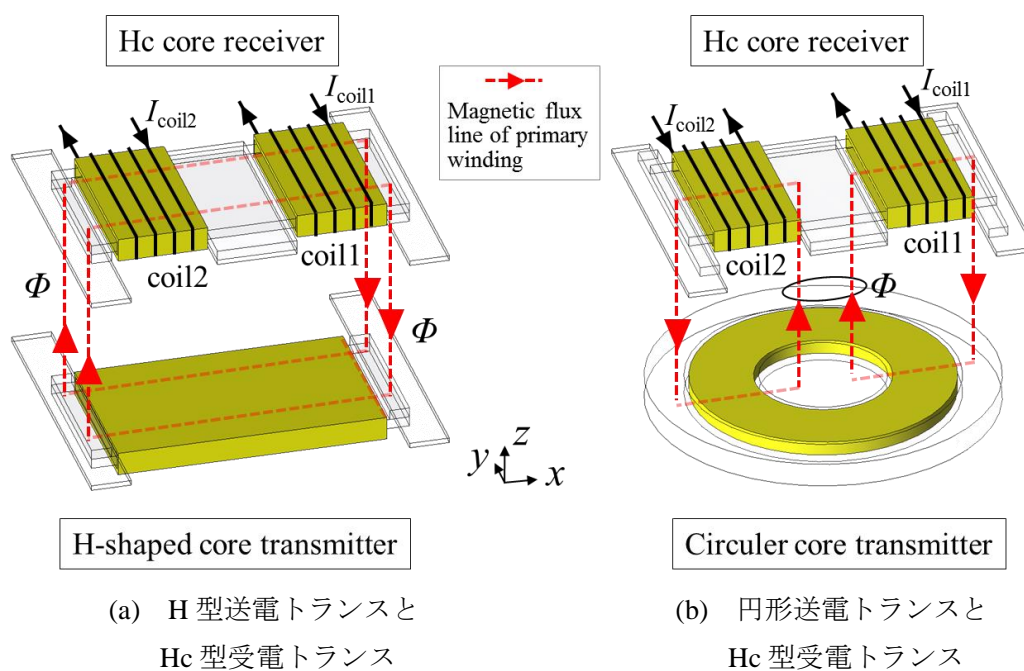 Hc core receiver
Hc core receiver
Magnetic flux
line of primary
winding
Icoil2
Icoil1
Icoil2
Icoil1
coil2
coil1
coil2
coil1
Φ
Φ
Φ
z
y
x
H-shaped core transmitter
Circuler core transmitter
(a) H 型送電トランスと
Hc 型受電トランス
(b) 円形送電トランスと
Hc 型受電トランス